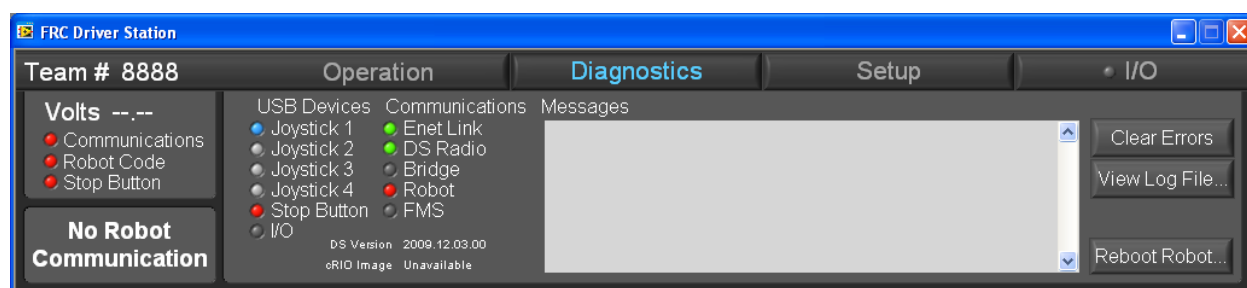 FRC Driver Station
Team # 8888
Operation
Diagnostics
Setup
I/O
Volts --.--
Communications
Robot Code
Stop Button
No Robot
Communication
USB Devices
Joystick 1
Joystick 2
Joystick 3
Joystick 4
Stop Button
I/O
Communications
Enet Link
DS Radio
Bridge
Robot
FMS
DS Version 2009.12.03.00
cRIO Image Unavailable
Messages
Clear Errors
View Log File...
Reboot Robot...